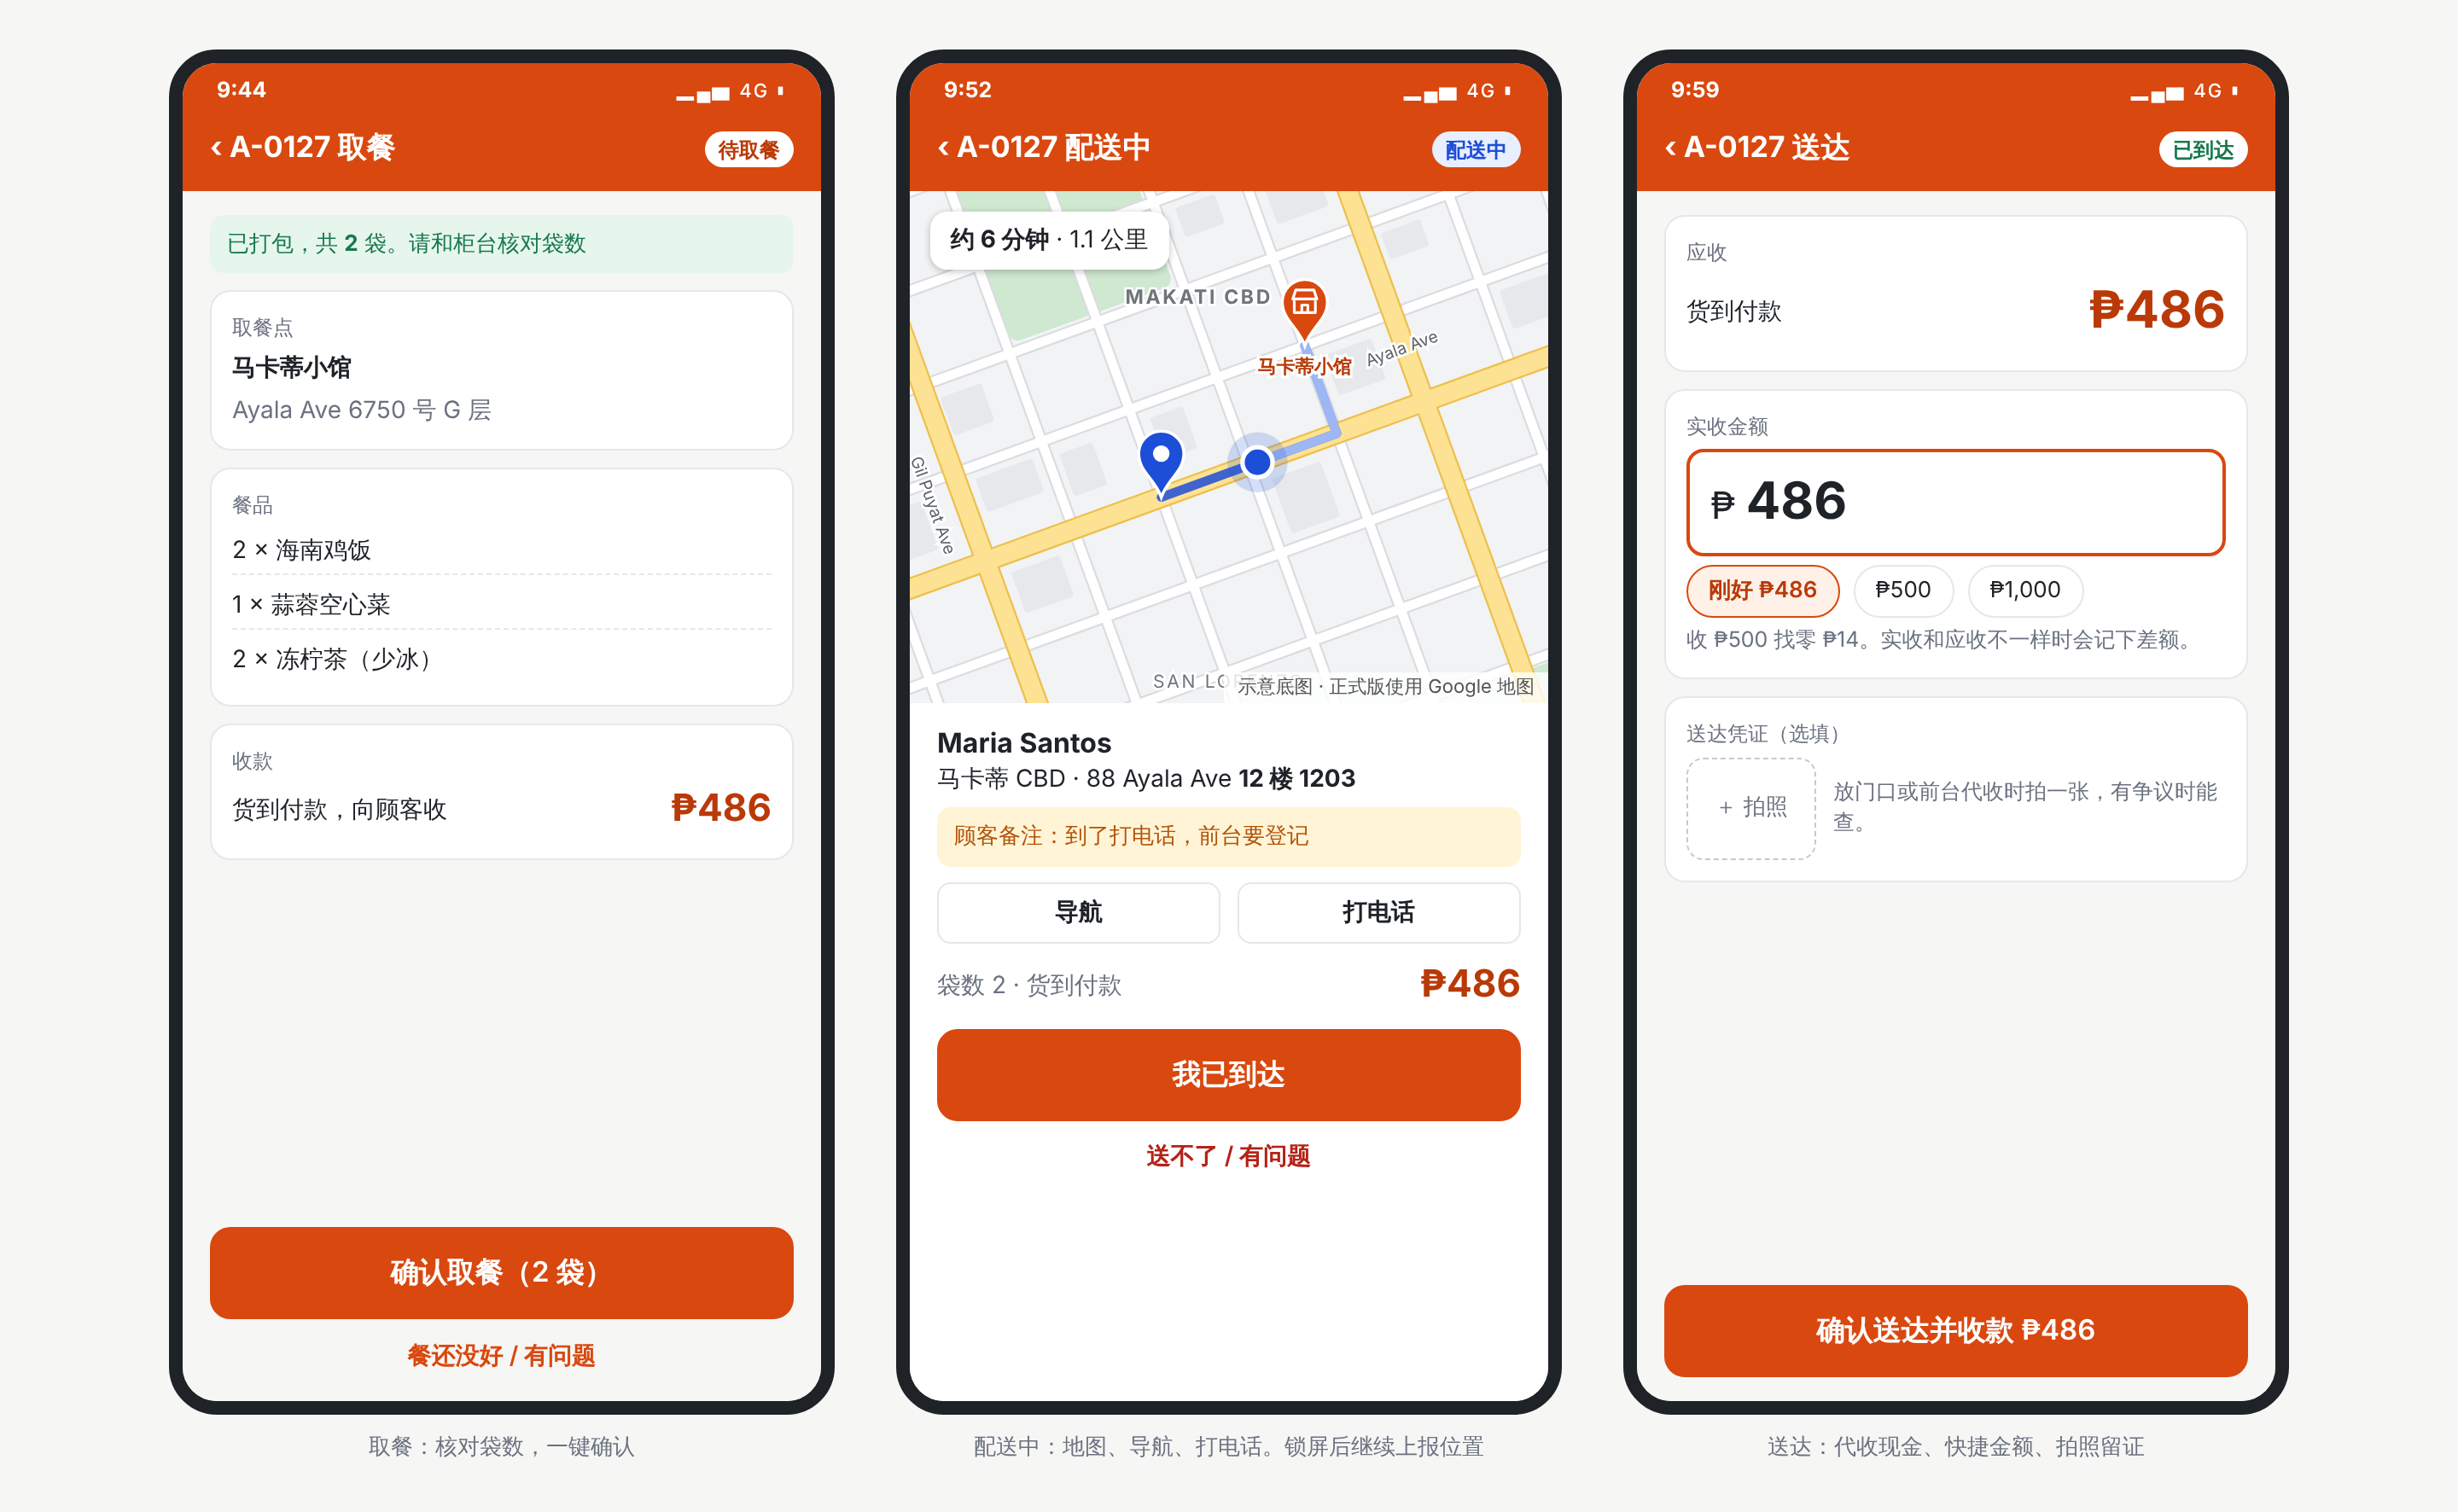 9:44
4G
‹ A-0127 取餐
待取餐
已打包，共 2 袋。请和柜台核对袋数
取餐点
马卡蒂小馆
Ayala Ave 6750 号 G 层
餐品
2 × 海南鸡饭
1 × 蒜蓉空心菜
2 × 冻柠茶（少冰）
收款
货到付款，向顾客收
₱486
确认取餐（2 袋）
餐还没好 / 有问题
取餐：核对袋数，一键确认
9:52
4G
‹ A-0127 配送中
配送中
约 6 分钟 · 1.1 公里
MAKATI CBD
马卡蒂小馆
Ayala Ave
Gil Puyat Ave
SAN
示意底图 · 正式版使用 Google 地图
Maria Santos
马卡蒂 CBD · 88 Ayala Ave 12 楼 1203
顾客备注：到了打电话，前台要登记
导航
打电话
袋数 2 · 货到付款
₱486
我已到达
送不了 / 有问题
配送中：地图、导航、打电话。锁屏后继续上报位置
9:59
4G
‹ A-0127 送达
已到达
应收
货到付款
₱486
实收金额
₱ 486
刚好 ₱486
₱500
₱1,000
收 ₱500 找零 ₱14。实收和应收不一样时会记下差额。
送达凭证（选填）
+ 拍照
放门口或前台代收时拍一张，有争议时能
查。
确认送达并收款 ₱486
送达：代收现金、快捷金额、拍照留证